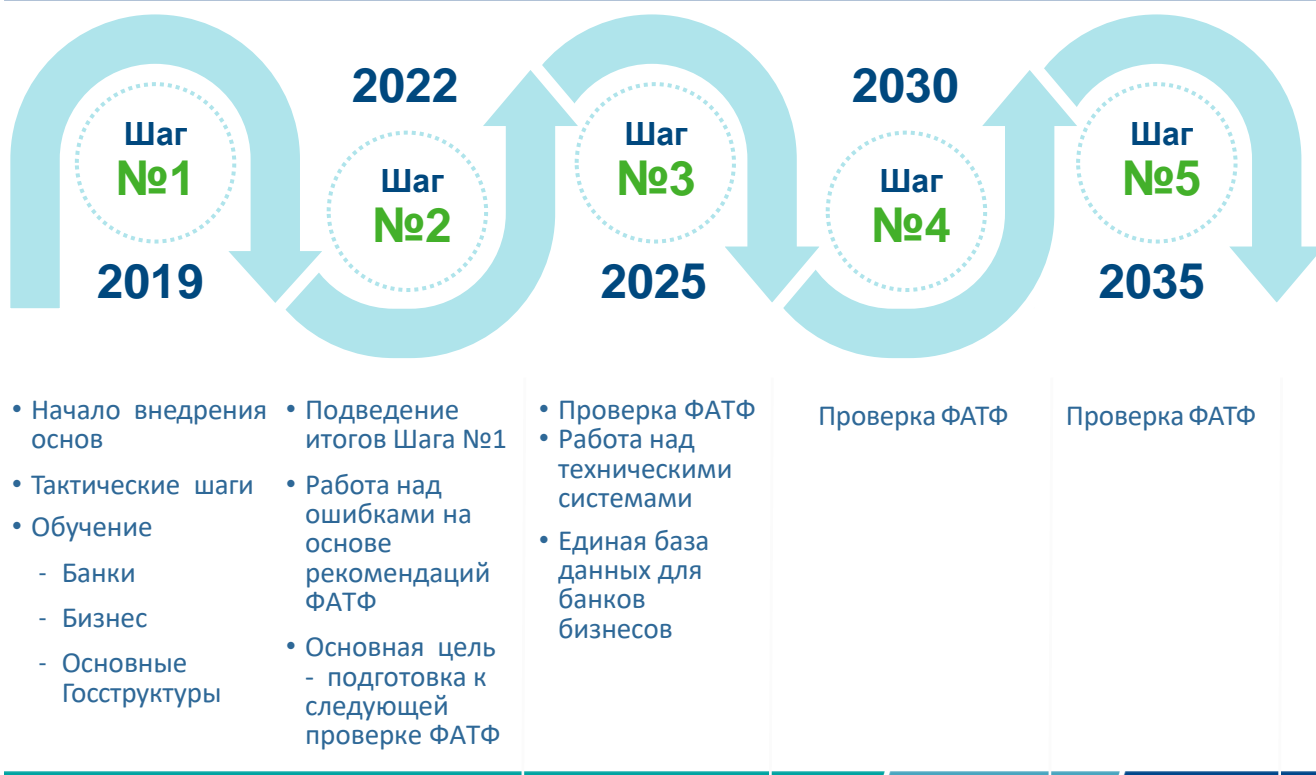 Шаг
№1
2019
2022
Шаг
№2
Шаг
№3
2025
2030
Шаг
№4
Шаг
№5
2035
• Начало внедрения
основ
• Тактические шаги
• Обучение
- Банки
- Бизнес
- Основные
Госструктуры
• Подведение
итогов Шага №1
• Работа над
ошибками на
основе
рекомендаций
ФАТФ
• Основная цель
- подготовка к
следующей
проверке ФАТФ
• Проверка ФАТФ
• Работа над
техническими
системами
• Единая база
данных для
банков
бизнесов
Проверка ФАТФ
Проверка ФАТФ